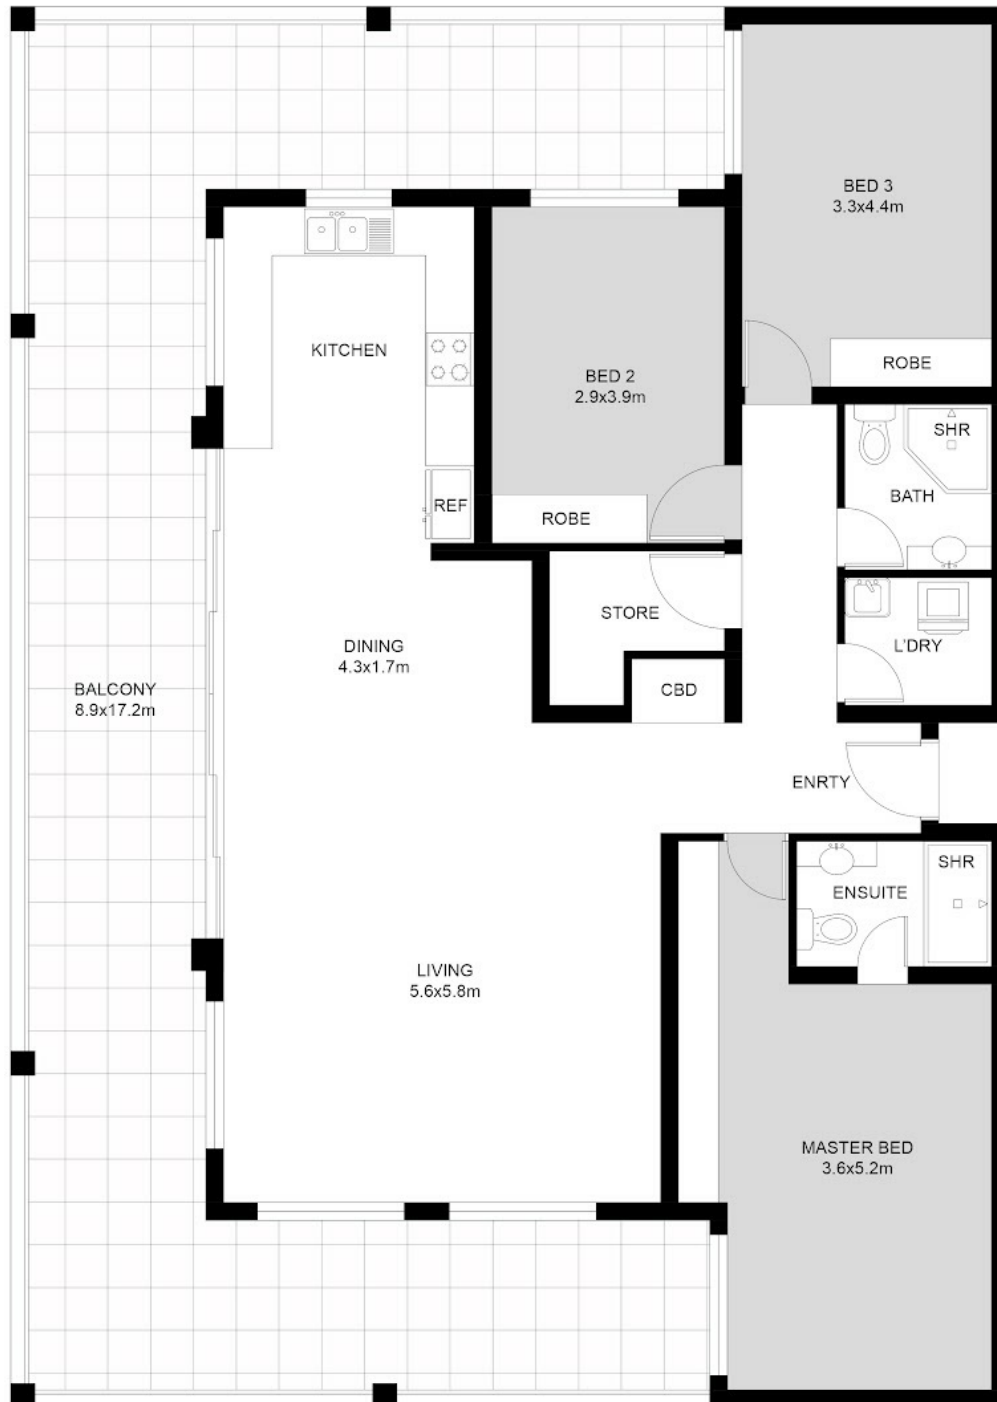 BED 3
3.3x4.4m
KITCHEN
ROBE
BED 2
2.9x3.9m
SHR
BATH
REF
ROBE
STORE
DINING
4.3x1.7m
L'DRY
CBD
BALCONY
8.9x17.2m
ENRTY
SHR
ENSUITE
LIVING
5.6x5.8m
MASTER BED
3.6x5.2m